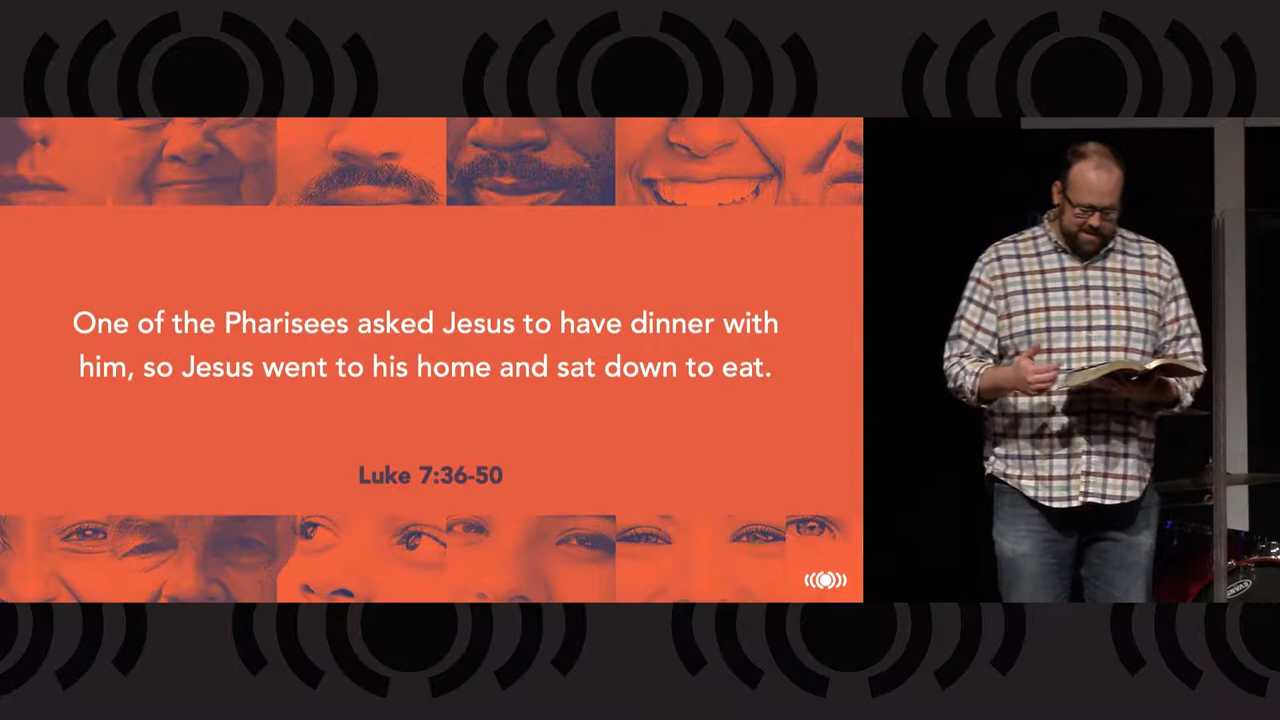 One of the Pharisees asked Jesus to have dinner with
him, so Jesus went to his home and sat down to eat.
Luke 7:36-50